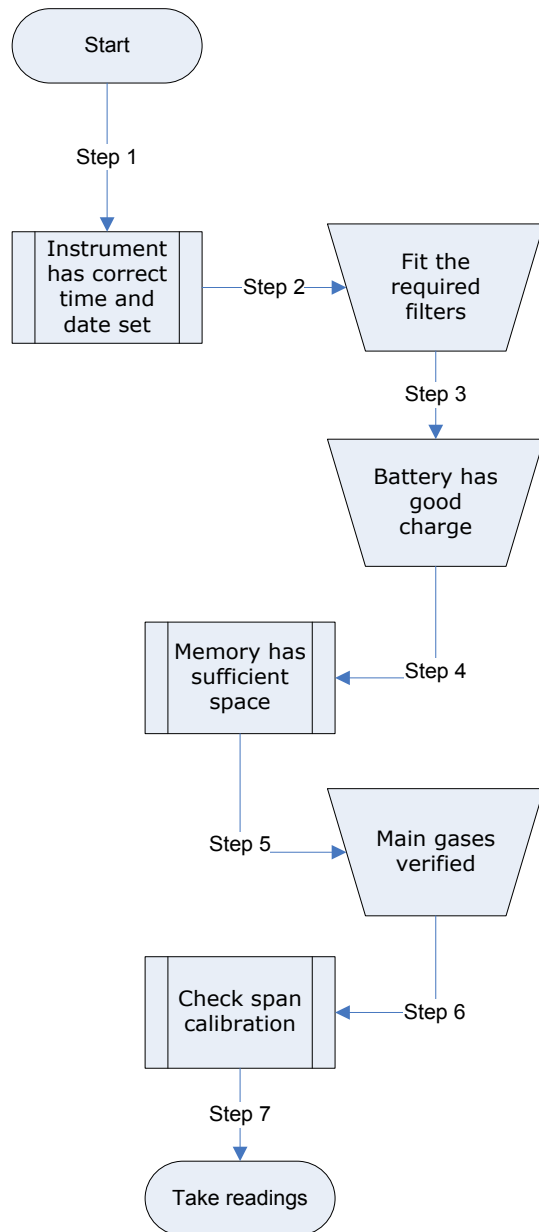 Start
Step 1
Instrument
has correct
time and
date set
Step 2
Fit the
required
filters
Step 3
Battery has
good
charge
Step 4
Memory has
sufficient
space
Step 5
Main gases
verified
Step 6
Check span
calibration
Step 7
Take readings